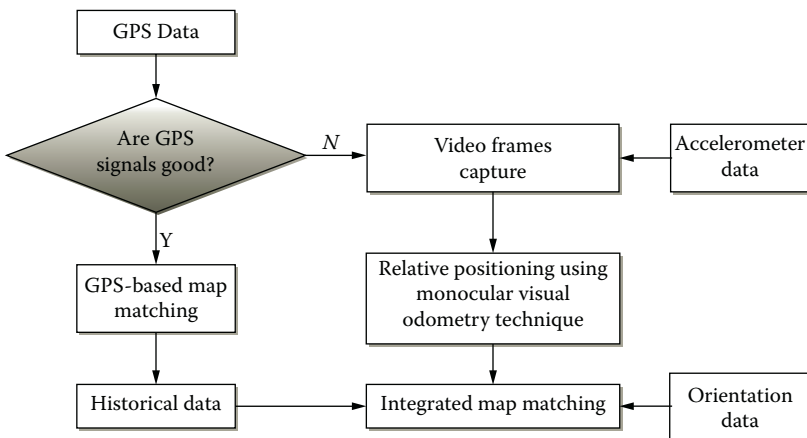 GPS Data
Are GPS
signals good?
N
Video frames
capture
Accelerometer
data
Y
GPS-based map
matching
Relative positioning using
monocular visual
odometry technique
Historical data
Integrated map matching
Orientation
data